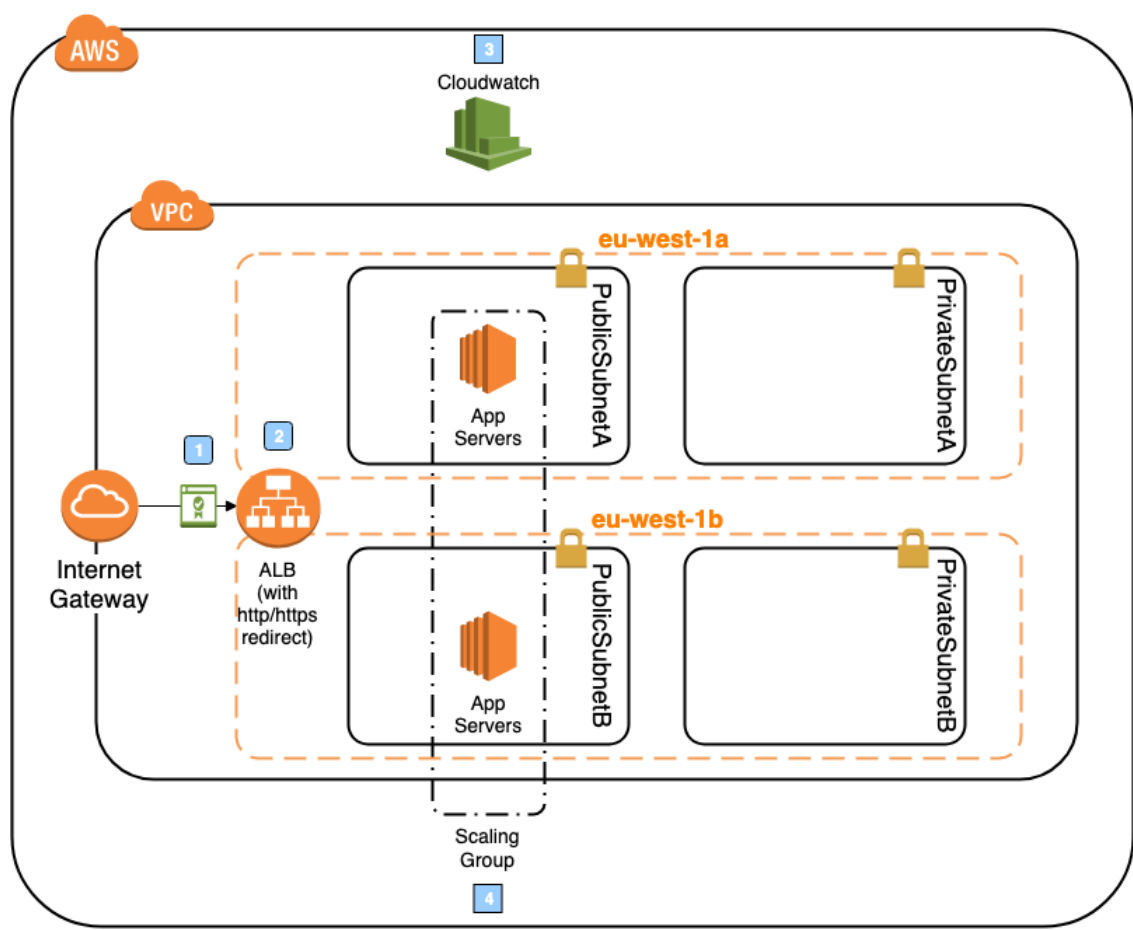 AWS
3
Cloudwatch
VPC
eu-west-1a
PublicSubnetA
PrivateSubnetA
App
Servers
1
2
Internet
Gateway
ALB
(with
http/https
redirect)
eu-west-1b
PublicSubnetB
PrivateSubnetB
App
Servers
Scaling
Group
4